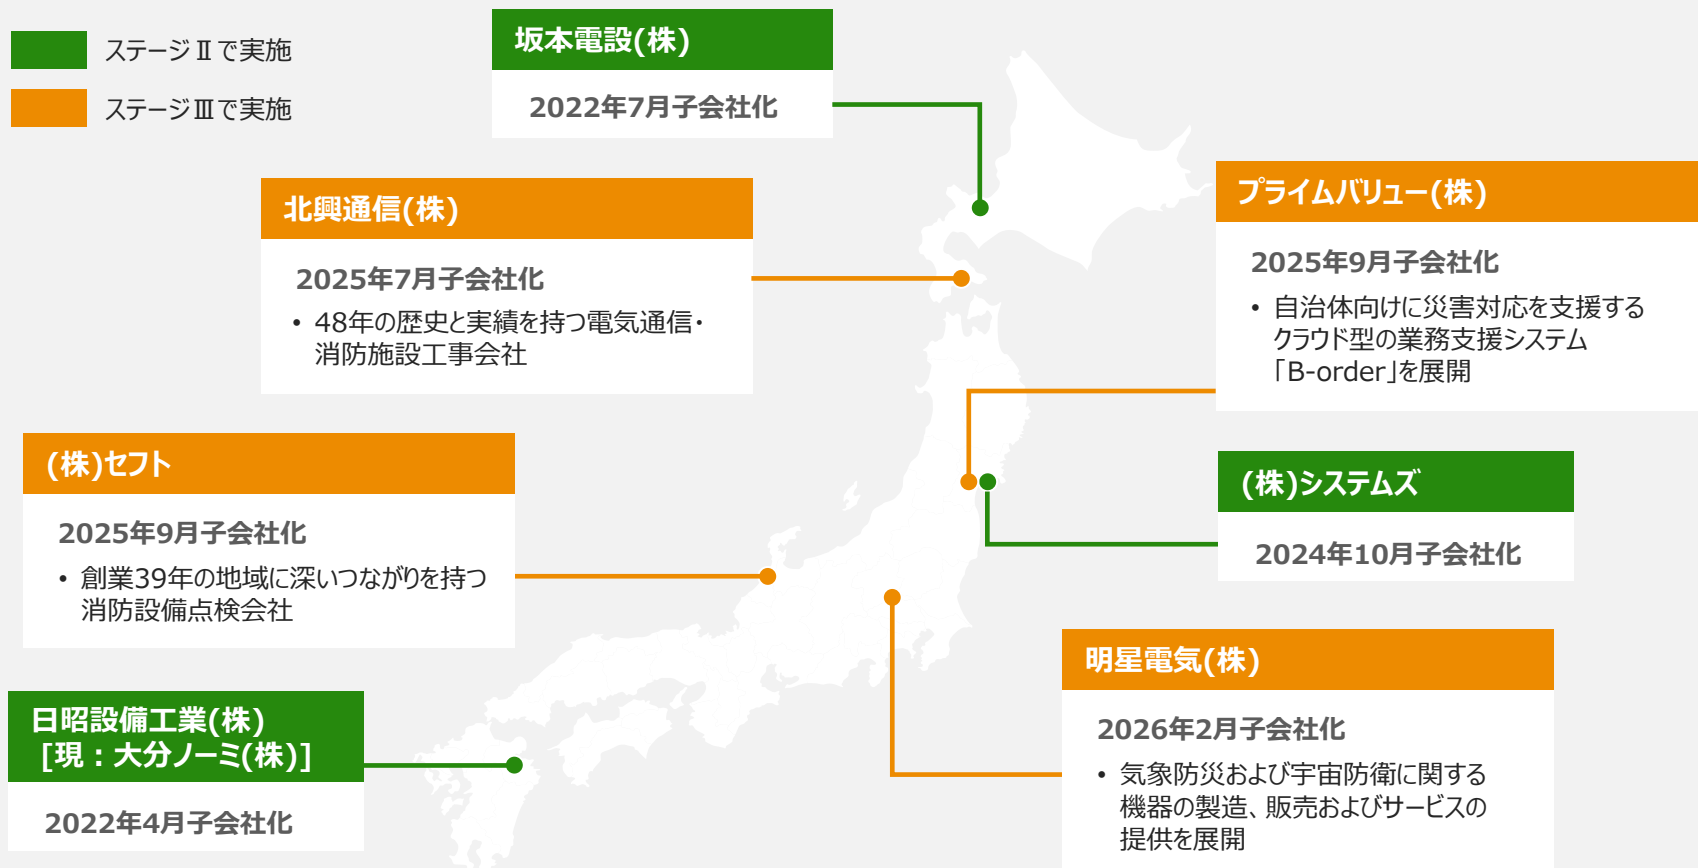 ステージⅡで実施
ステージⅢで実施
坂本電設(株)
2022年7月子会社化
北興通信(株)
2025年7月子会社化
• 48年の歴史と実績を持つ電気通信・
消防施設工事会社
プライムバリュー(株)
2025年9月子会社化
• 自治体向けに災害対応を支援する
クラウド型の業務支援システム
「B-order」を展開
(株)セフト
2025年9月子会社化
• 創業39年の地域に深いつながりを持つ
消防設備点検会社
(株)システムズ
2024年10月子会社化
明星電気(株)
2026年2月子会社化
• 気象防災および宇宙防衛に関する
機器の製造、販売およびサービスの
提供を展開
日昭設備工業(株)
[現：大分ノーミ(株)]
2022年4月子会社化